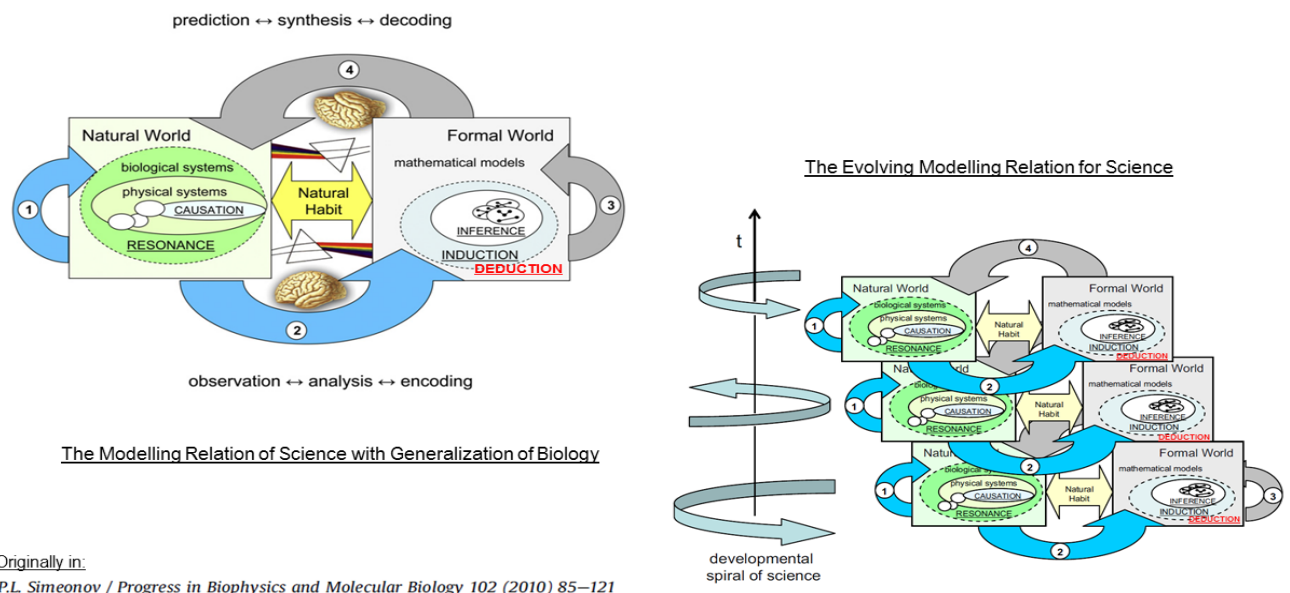 prediction ↔ synthesis ↔ decoding
4
Natural World
Formal World
biological systems
mathematical models
physical systems
Natural
Habit
1
CAUSATION
3
INFERENCE
RESONANCE
INDUCTION
DEDUCTION
2
observation ↔ analysis ↔ encoding
The Modelling Relation of Science with Generalization of Biology
Originally in:
P.L. Simeonov / Progress in Biophysics and Molecular Biology 102 (2010) 85–121
The Evolving Modelling Relation for Science
t
4
Natural World
Formal World
biological systems
mathematical models
physical systems
Natural
Habit
1
CAUSATION
INFERENCE
RESONANCE
INDUCTION
DEDUCTION
2
Formal World
mathematical models
physical systems
Natural
Habit
1
CAUSATION
INFERENCE
RESONANCE
INDUCTION
DEDUCTION
2
Formal World
mathematical models
physical systems
Natural
Habit
1
CAUSATION
3
INFERENCE
RESONANCE
INDUCTION
DEDUCTION
2
developmental
spiral of science